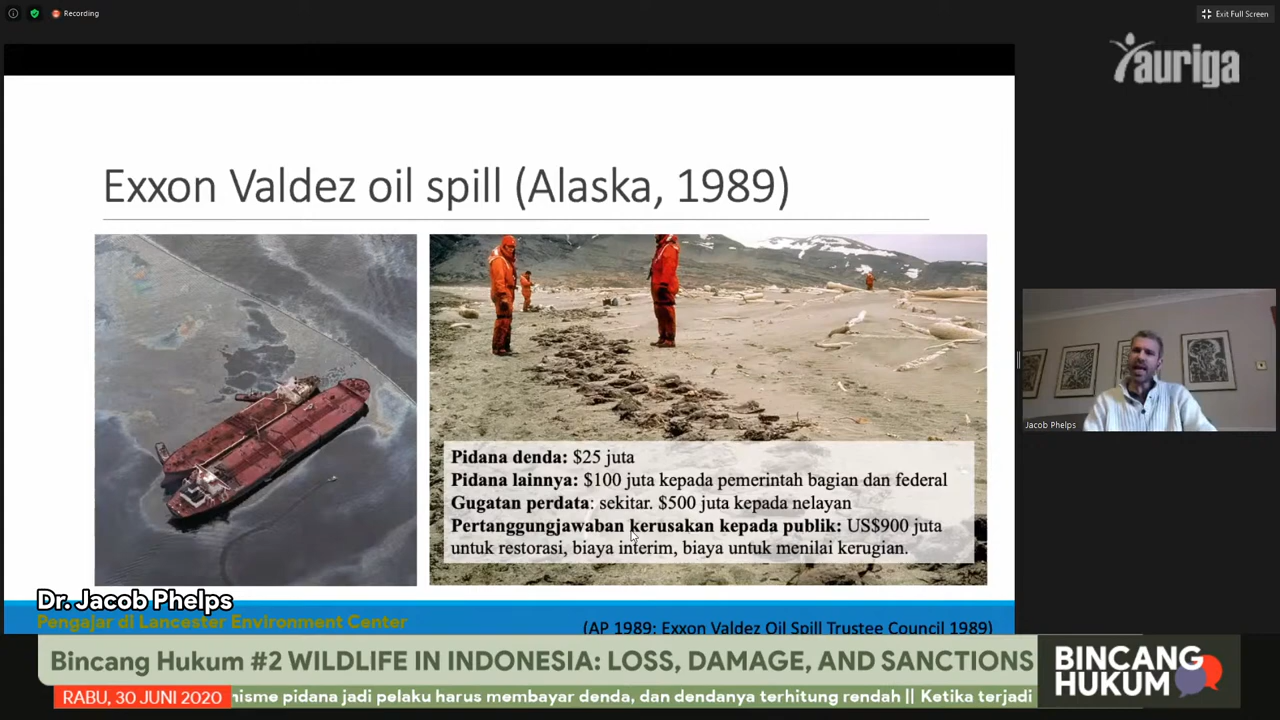 Recording
Exit Full Screen
auriga
Exxon Valdez oil spill (Alaska, 1989)
Pidana denda: $25 juta
Pidana lainnya: $100 juta kepada pemerintah bagian dan federal
Gugatan perdata: sekitar. $500 juta kepada nelayan
Pertanggungjawaban kerusakan kepada publik: US$900 juta
untuk restorasi, biaya interim, biaya untuk menilai kerugian.
Jacob Phelps
Dr. Jacob Phelps
Pengajar di Lancester Environment Center
(AP 1989; Exxon Valdez Oil Spill Trustee Council 1989)
Bincang Hukum #2 WILDLIFE IN INDONESIA: LOSS, DAMAGE, AND SANCTIONS
BINCANG
HUKUM
RABU, 30 JUNI 2020
nisme pidana jadi pelaku harus membayar denda, dan dendanya terhitung rendah || Ketika terjadi